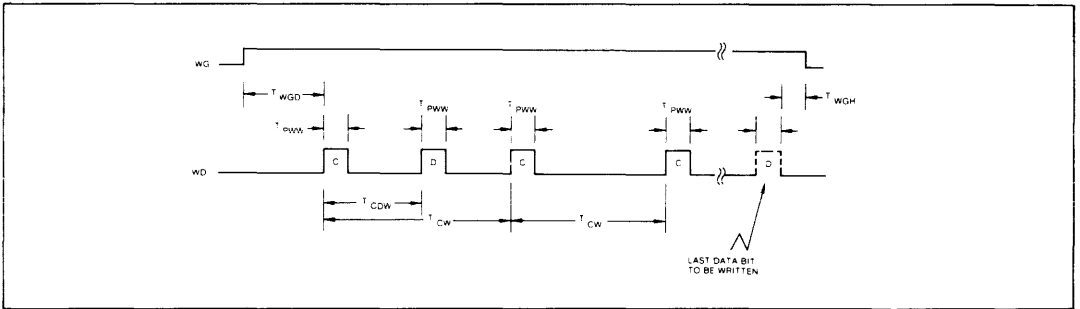 WG
T WGD
T WGH
T PWW
T PWW
T PWW
T PWW
WD
C
D
C
C
D
T CDW
T CW
T CW
LAST DATA BIT
TO BE WRITTEN